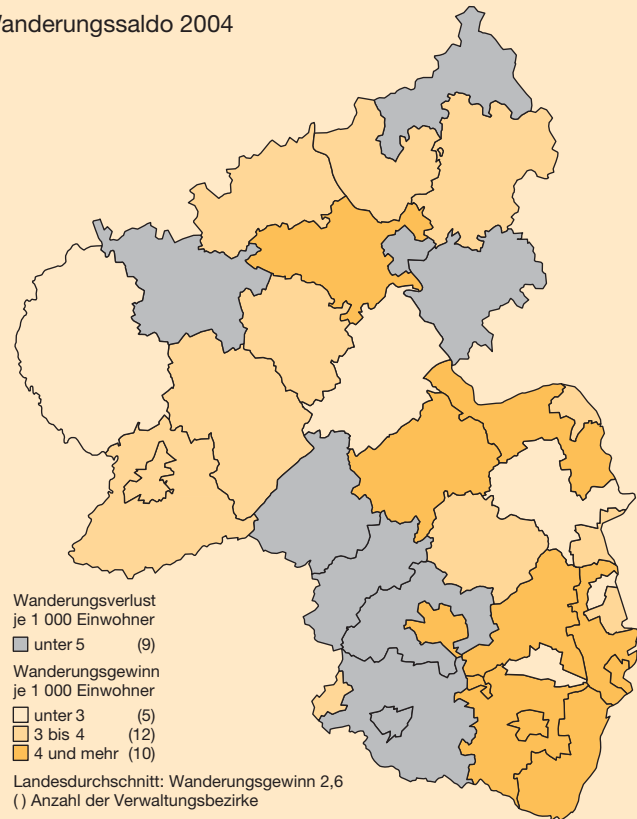 Wanderungssaldo 2004
Wanderungsverlust
je 1 000 Einwohner
unter 5 (9)
Wanderungsgewinn
je 1 000 Einwohner
unter 3 (5)
3 bis 4 (12)
4 und mehr (10)
Landesdurchschnitt: Wanderungsgewinn 2,6
( ) Anzahl der Verwaltungsbezirke